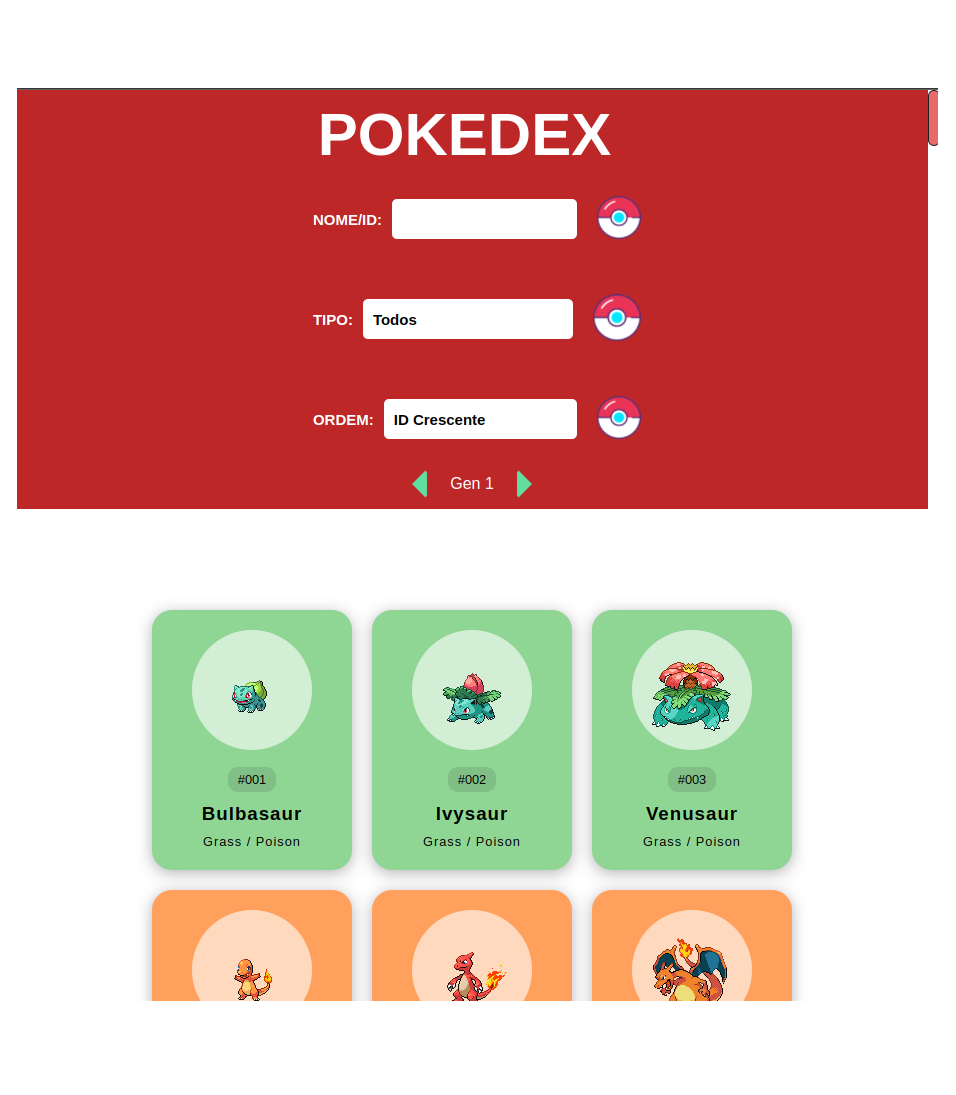 POKEDEX
NOME/ID:
TIPO: Todos
ORDEM: ID Crescente
Gen 1
#001 #002 #003
Bulbasaur Ivysaur Venusaur
Grass / Poison Grass / Poison Grass / Poison